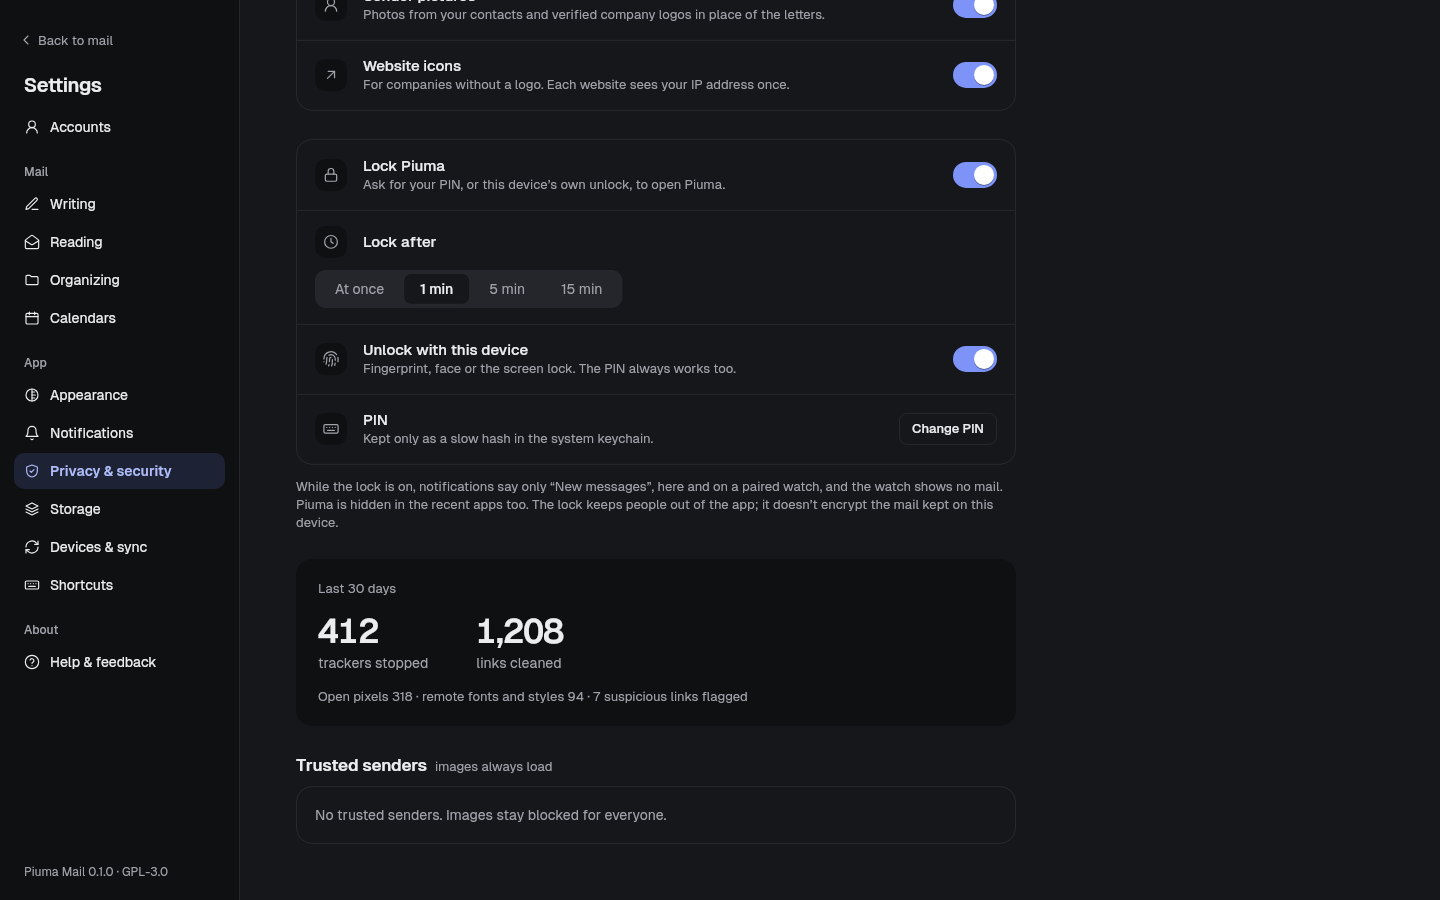 Back to mail
Settings
Accounts
Mail
Writing
Reading
Organizing
Calendars
App
Appearance
Notifications
Privacy & security
Storage
Devices & sync
Shortcuts
About
Help & feedback
Piuma Mail 0.1.0 · GPL-3.0
Photos from your contacts and verified company logos in place of the letters.
Website icons
For companies without a logo. Each website sees your IP address once.
Lock Piuma
Ask for your PIN, or this device’s own unlock, to open Piuma.
Lock after
At once 1 min 5 min 15 min
Unlock with this device
Fingerprint, face or the screen lock. The PIN always works too.
PIN
Kept only as a slow hash in the system keychain.
Change PIN
While the lock is on, notifications say only “New messages”, here and on a paired watch, and the watch shows no mail.
Piuma is hidden in the recent apps too. The lock keeps people out of the app; it doesn’t encrypt the mail kept on this
device.
Last 30 days
412 1,208
trackers stopped links cleaned
Open pixels 318 · remote fonts and styles 94 · 7 suspicious links flagged
Trusted senders images always load
No trusted senders. Images stay blocked for everyone.